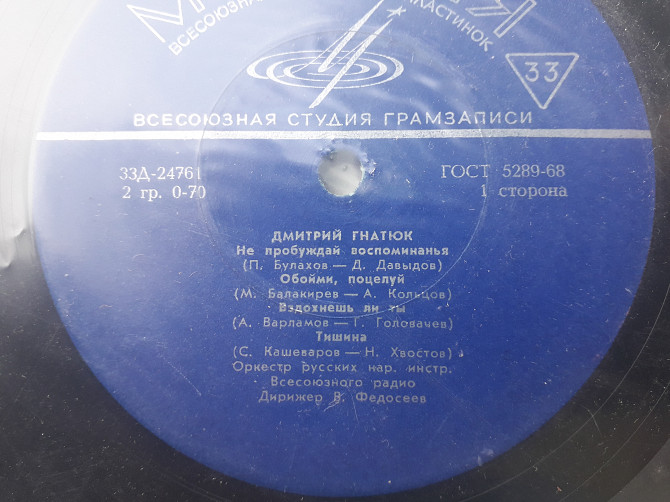 ВСЕСОЮЗНАЯ
ПЛАСТИНОК
33
ВСЕСОЮЗНАЯ СТУДИЯ ГРАМЗАПИСИ
33Д-24761
ГОСТ 5289-68
2 гр. 0-70
1 сторона
ДМИТРИЙ ГНАТЮК
Не пробуждай воспоминанья
(П. Булахов — Д. Давыдов)
Обойми, поцелуй
(М. Балакирев — А. Кольцов)
Вздохнешь ли ты
(А. Варламов — Г. Головачев)
Тишина
(С. Кашеваров — Н. Хвостов)
Оркестр русских нар. инстр.
Всесоюзного радио
Дирижер В. Федосеев